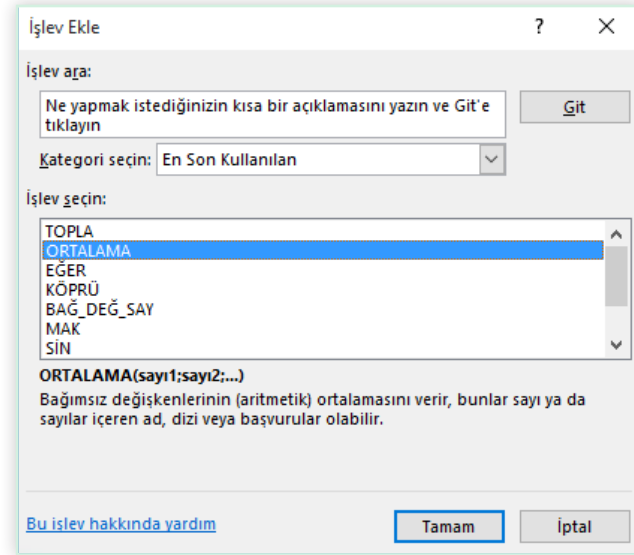 İşlev Ekle ?
İşlev ara:
Ne yapmak istediğinizin kısa bir açıklamasını yazın ve Git'e
tıklayın
Git
Kategori seçin: En Son Kullanılan
İşlev seçin:
TOPLA
ORTALAMA
EĞER
KÖPRÜ
BAĞ_DEĞ_SAY
MAK
SİN
ORTALAMA(sayı1;sayı2;...)
Bağımsız değişkenlerinin (aritmetik) ortalamasını verir, bunlar sayı ya da
sayılar içeren ad, dizi veya başvurular olabilir.
Bu işlev hakkında yardım
Tamam
İptal